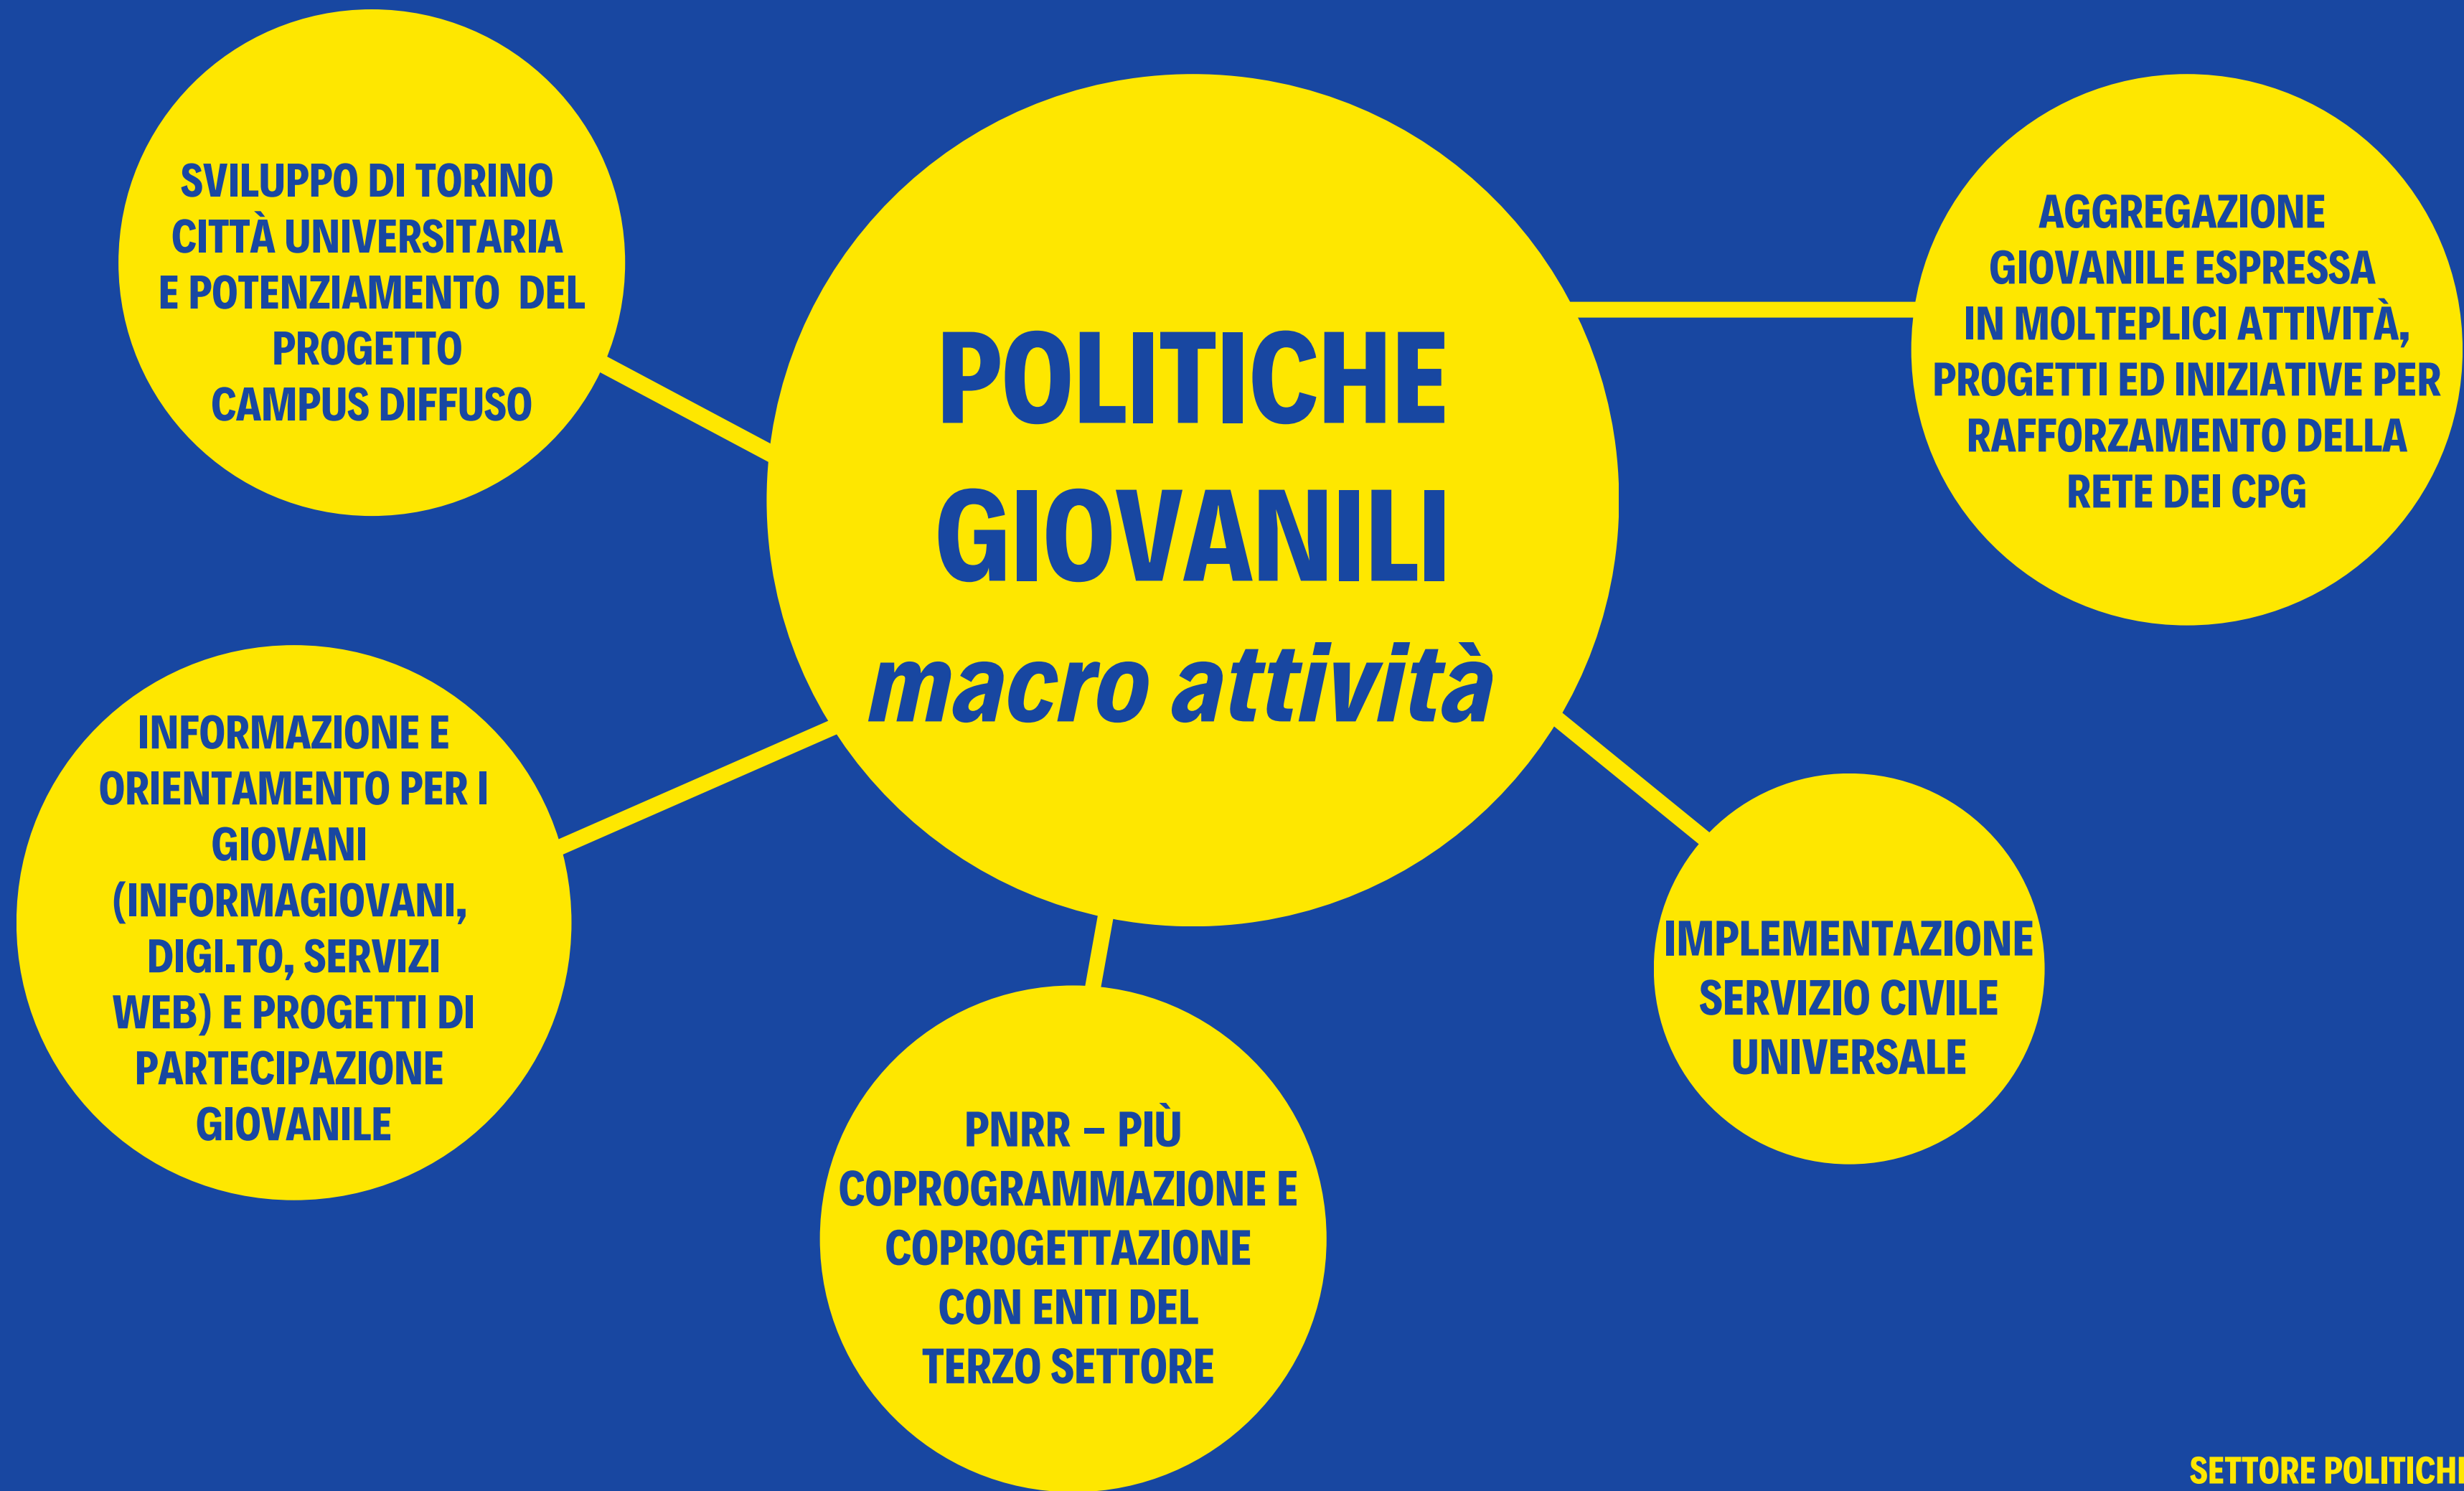 SVILUPPO DI TORINO
CITTÀ UNIVERSITARIA
E POTENZIAMENTO DEL
PROGETTO
CAMPUS DIFFUSO
POLITICHE
GIOVANILI
macro attività
AGGREGAZIONE
GIOVANILE ESPRESSA
IN MOLTEPLICI ATTIVITÀ,
PROGETTI ED INIZIATIVE PER
RAFFORZAMENTO DELLA
RETE DEI CPG
INFORMAZIONE E
ORIENTAMENTO PER I
GIOVANI
(INFORMAGIOVANI,
DIGI.TO, SERVIZI
WEB) E PROGETTI DI
PARTECIPAZIONE
GIOVANILE
IMPLEMENTAZIONE
SERVIZIO CIVILE
UNIVERSALE
PNRR – PIÙ
COPROGRAMMAZIONE E
COPROGETTAZIONE
CON ENTI DEL
TERZO SETTORE
SETTORE POLITICHE